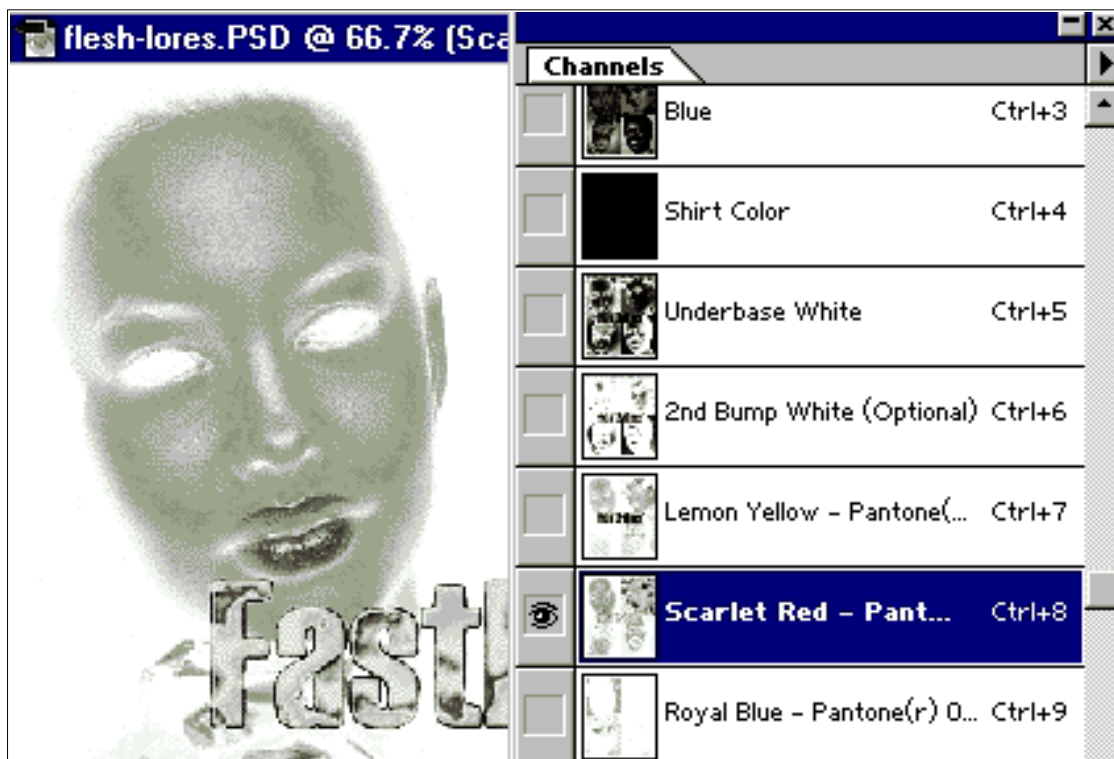 flesh-lores.PSD @ 66.7% (Sca
Channels
Blue Ctrl+3
Shirt Color Ctrl+4
Underbase White Ctrl+5
2nd Bump White (Optional) Ctrl+6
Lemon Yellow - Pantone(... Ctrl+7
Scarlet Red - Pant... Ctrl+8
Royal Blue - Pantone(r) 0... Ctrl+9
fast